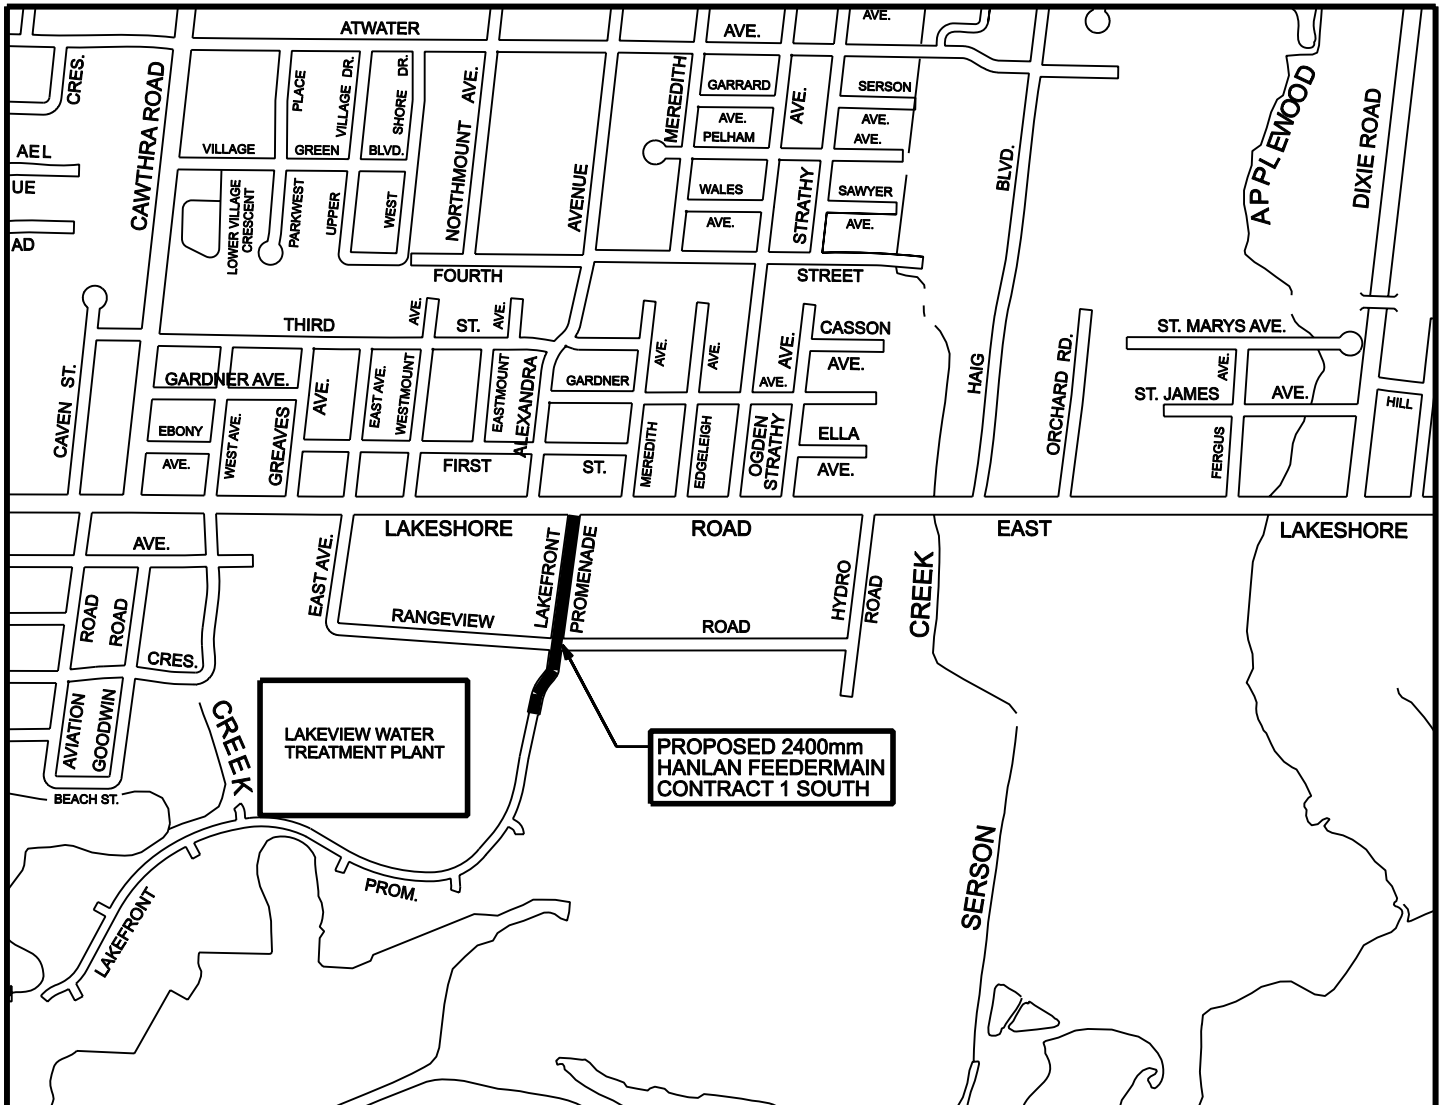 ATWATER
AVE.
AVE.
CRES.
CAWTHRA ROAD
PLACE
VILLAGE DR.
SHORE DR.
NORTHMOUNT AVE.
MEREDITH
GARRARD
AVE.
PELHAM
AVE.
SERSON
AVE.
AVE.
BLVD.
APPLEWOOD
DIXIE ROAD
AEL
UE
AD
VILLAGE
GREEN
BLVD.
LOWER VILLAGE
CRESCENT
PARKWEST
UPPER
WEST
AVENUE
WALES
AVE.
STRATHY
SAWYER
AVE.
FOURTH
STREET
THIRD
AVE.
ST.
AVE.
CASSON
AVE.
ST. MARYS AVE.
CAVEN ST.
GARDNER AVE.
AVE.
EAST AVE.
WESTMOUNT
EASTMOUNT
ALEXANDRA
GARDNER
AVE.
AVE.
AVE.
AVE.
HAIG
ORCHARD RD.
ST. JAMES
AVE.
AVE.
HILL
EBONY
AVE.
WEST AVE.
GREAVES
FIRST
ST.
MEREDITH
EDGELEIGH
OGDEN
STRATHY
ELLA
AVE.
FERGUS
LAKESHORE
ROAD
EAST
LAKESHORE
AVE.
EAST AVE.
LAKEFRONT
PROMENADE
HYDRO
ROAD
CREEK
ROAD
ROAD
CRES.
RANGEVIEW
ROAD
AVIATION
GOODWIN
CREEK
LAKEVIEW WATER
TREATMENT PLANT
PROPOSED 2400mm
HANLAN FEEDERMAIN
CONTRACT 1 SOUTH
BEACH ST.
LAKEFRONT
PROM.
SERSON